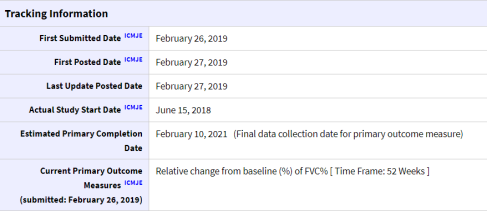 Tracking Information
First Submitted Date ICMJE February 26, 2019
First Posted Date ICMJE February 27, 2019
Last Update Posted Date February 27, 2019
Actual Study Start Date ICMJE June 15, 2018
Estimated Primary Completion February 10, 2021 (Final data collection date for primary outcome measure)
Date
Current Primary Outcome Relative change from baseline (%) of FVC% [ Time Frame: 52 Weeks ]
Measures ICMJE
(submitted: February 26, 2019)